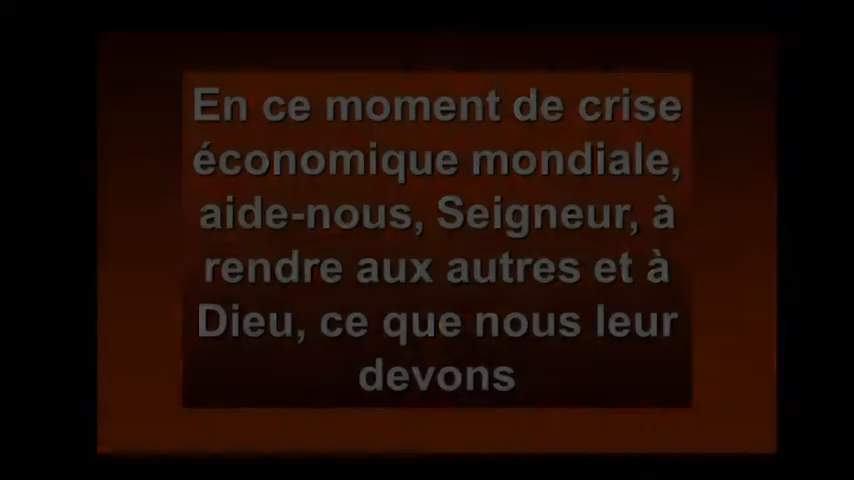 En ce moment de crise
économique mondiale,
aide-nous, Seigneur, à
rendre aux autres et à
Dieu, ce que nous leur
devons